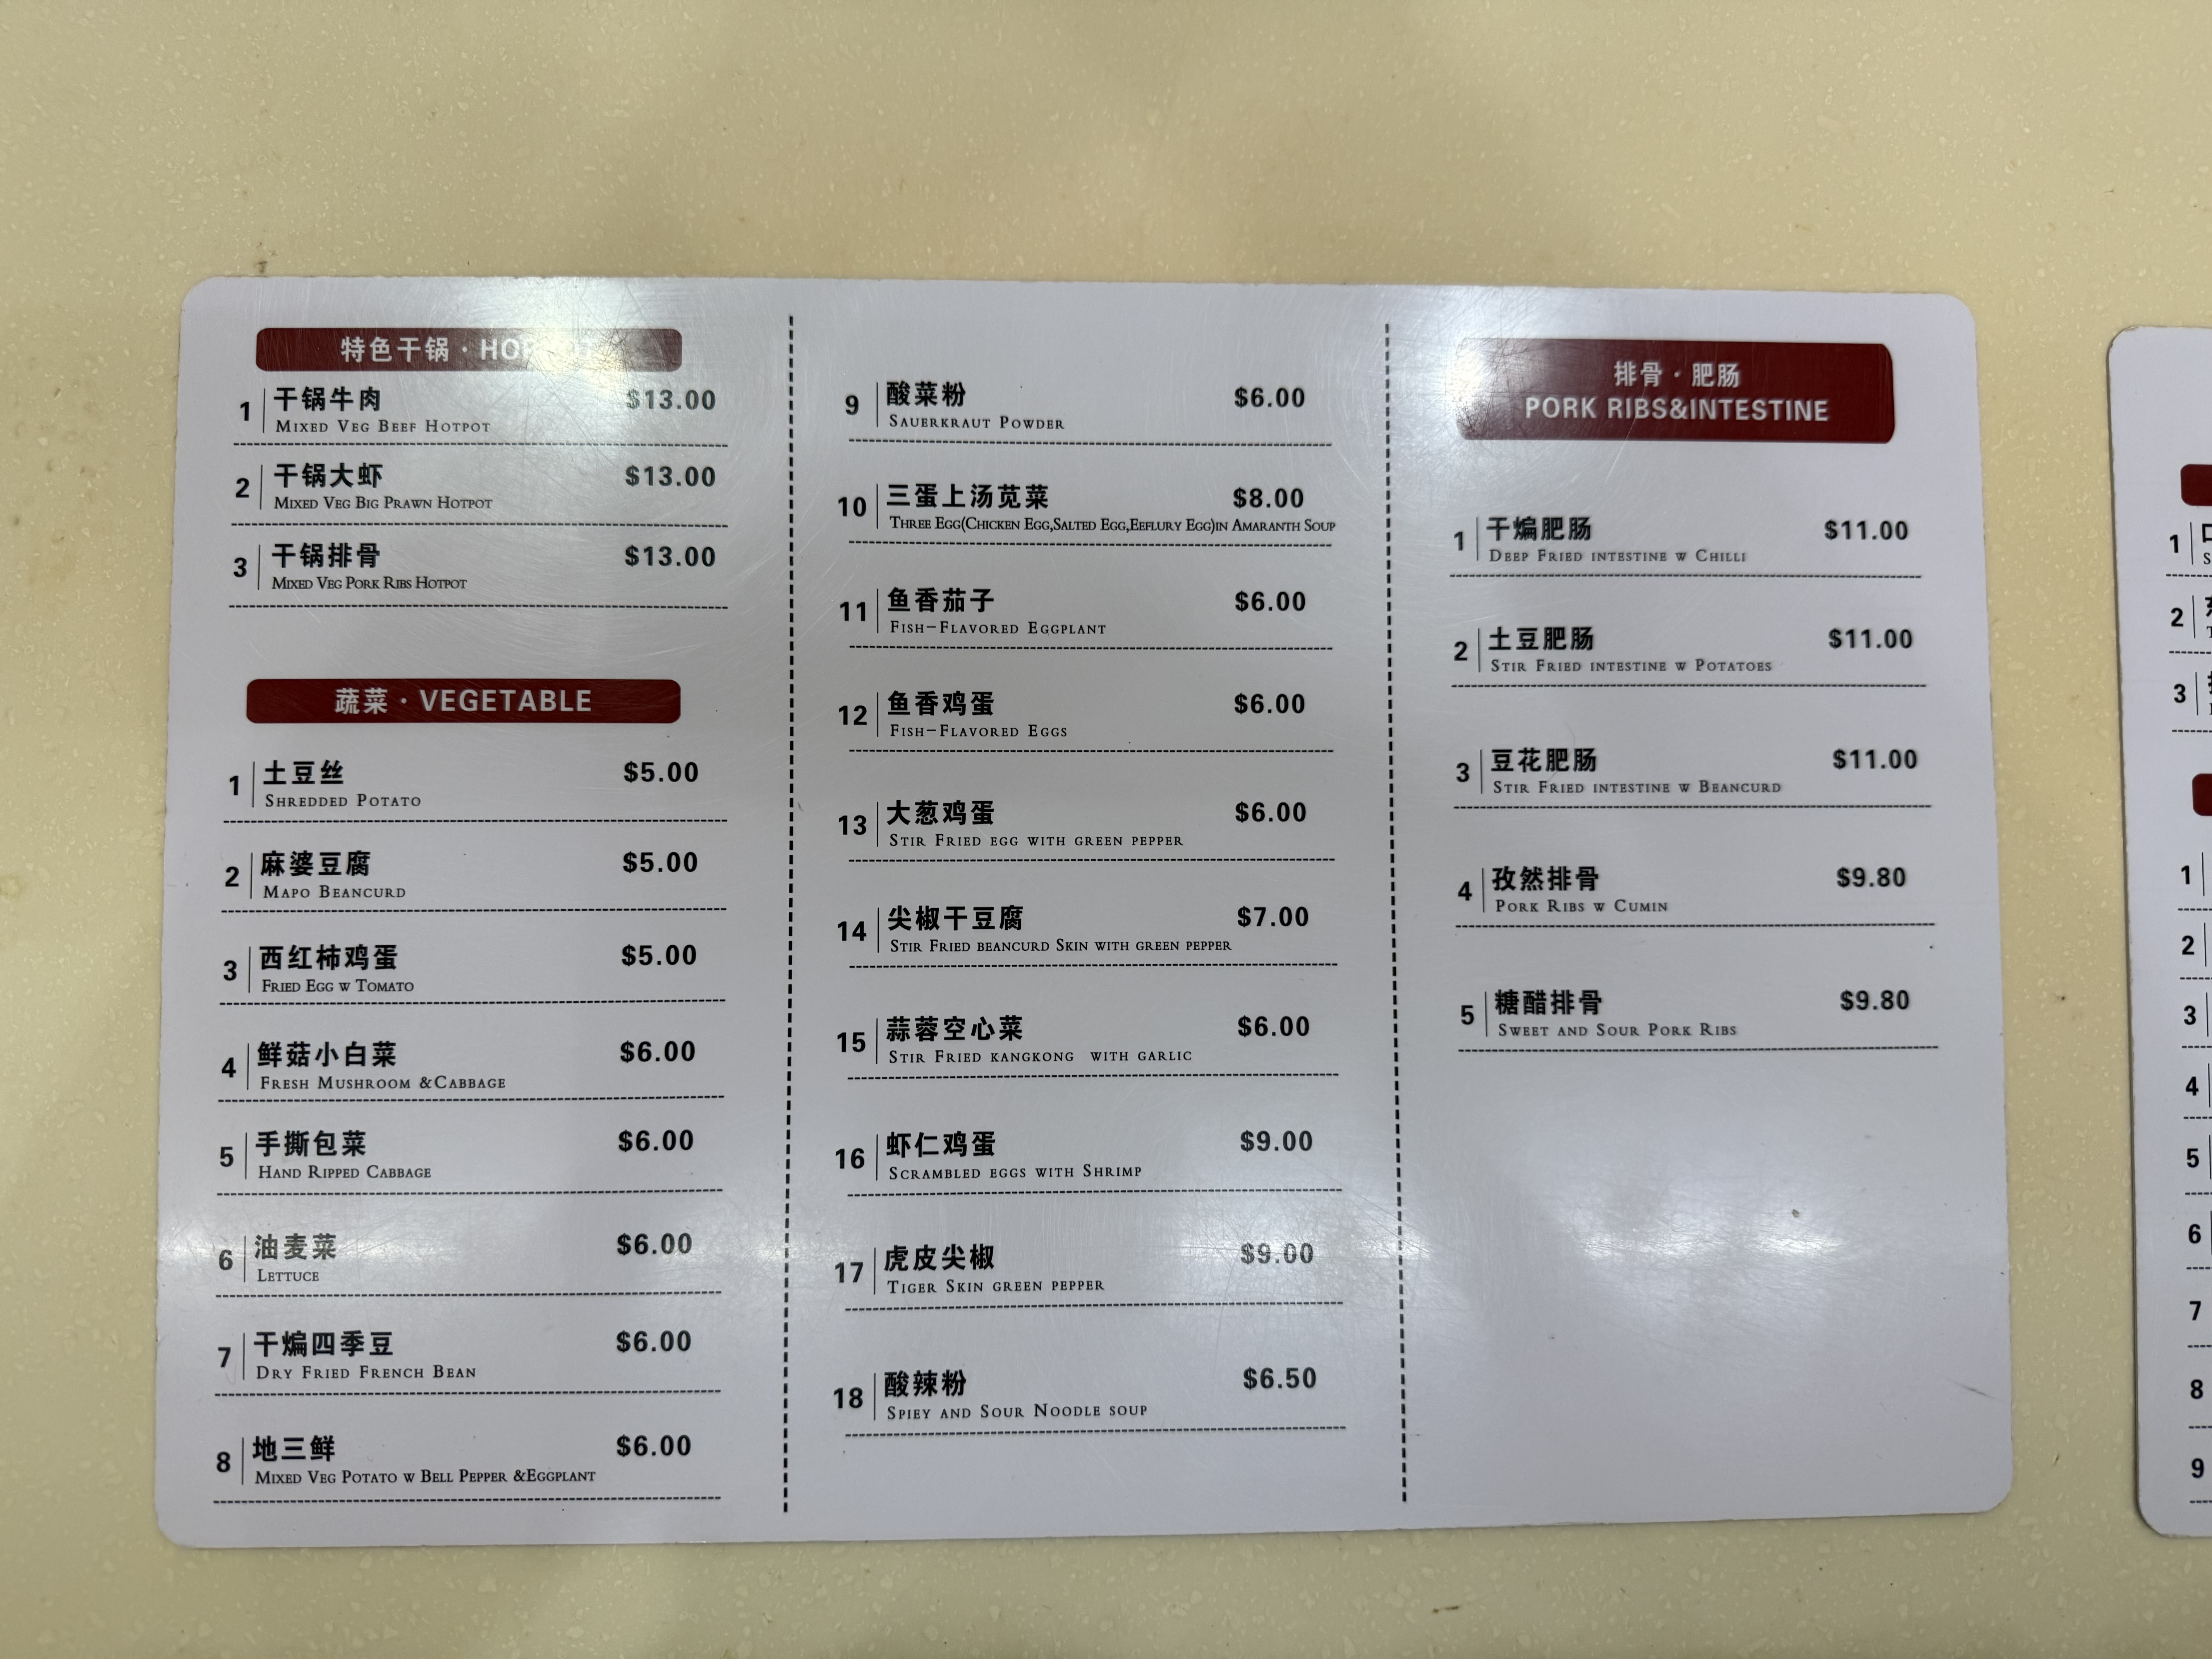 特色干锅 · HO
1 干锅牛肉 $13.00
Mixed Veg Beef Hotpot
2 干锅大虾 $13.00
Mixed Veg Big Prawn Hotpot
3 干锅排骨 $13.00
Mixed Veg Pork Ribs Hotpot
蔬菜 · VEGETABLE
1 土豆丝 $5.00
Shredded Potato
2 麻婆豆腐 $5.00
Mapo Beancurd
3 西红柿鸡蛋 $5.00
Fried Egg w Tomato
4 鲜菇小白菜 $6.00
Fresh Mushroom &Cabbage
5 手撕包菜 $6.00
Hand Ripped Cabbage
6 油麦菜 $6.00
Lettuce
7 干煸四季豆 $6.00
Dry Fried French Bean
8 地三鲜 $6.00
Mixed Veg Potato w Bell Pepper &Eggplant
9 酸菜粉 $6.00
Sauerkraut Powder
10 三蛋上汤苋菜 $8.00
Three Egg(Chicken Egg,Salted Egg,Eeflury Egg)in Amaranth Soup
11 鱼香茄子 $6.00
Fish-Flavored Eggplant
12 鱼香鸡蛋 $6.00
Fish-Flavored Eggs
13 大葱鸡蛋 $6.00
Stir Fried egg with green pepper
14 尖椒干豆腐 $7.00
Stir Fried beancurd Skin with green pepper
15 蒜蓉空心菜 $6.00
Stir Fried kangkong with garlic
16 虾仁鸡蛋 $9.00
Scrambled eggs with Shrimp
17 虎皮尖椒 $9.00
Tiger Skin green pepper
18 酸辣粉 $6.50
Spiey and Sour Noodle soup
排骨 · 肥肠
PORK RIBS&INTESTINE
1 干煸肥肠 $11.00
Deep Fried intestine w Chilli
2 土豆肥肠 $11.00
Stir Fried intestine w Potatoes
3 豆花肥肠 $11.00
Stir Fried intestine w Beancurd
4 孜然排骨 $9.80
Pork Ribs w Cumin
5 糖醋排骨 $9.80
Sweet and Sour Pork Ribs
1
2
3
1
2
3
4
5
6
7
8
9